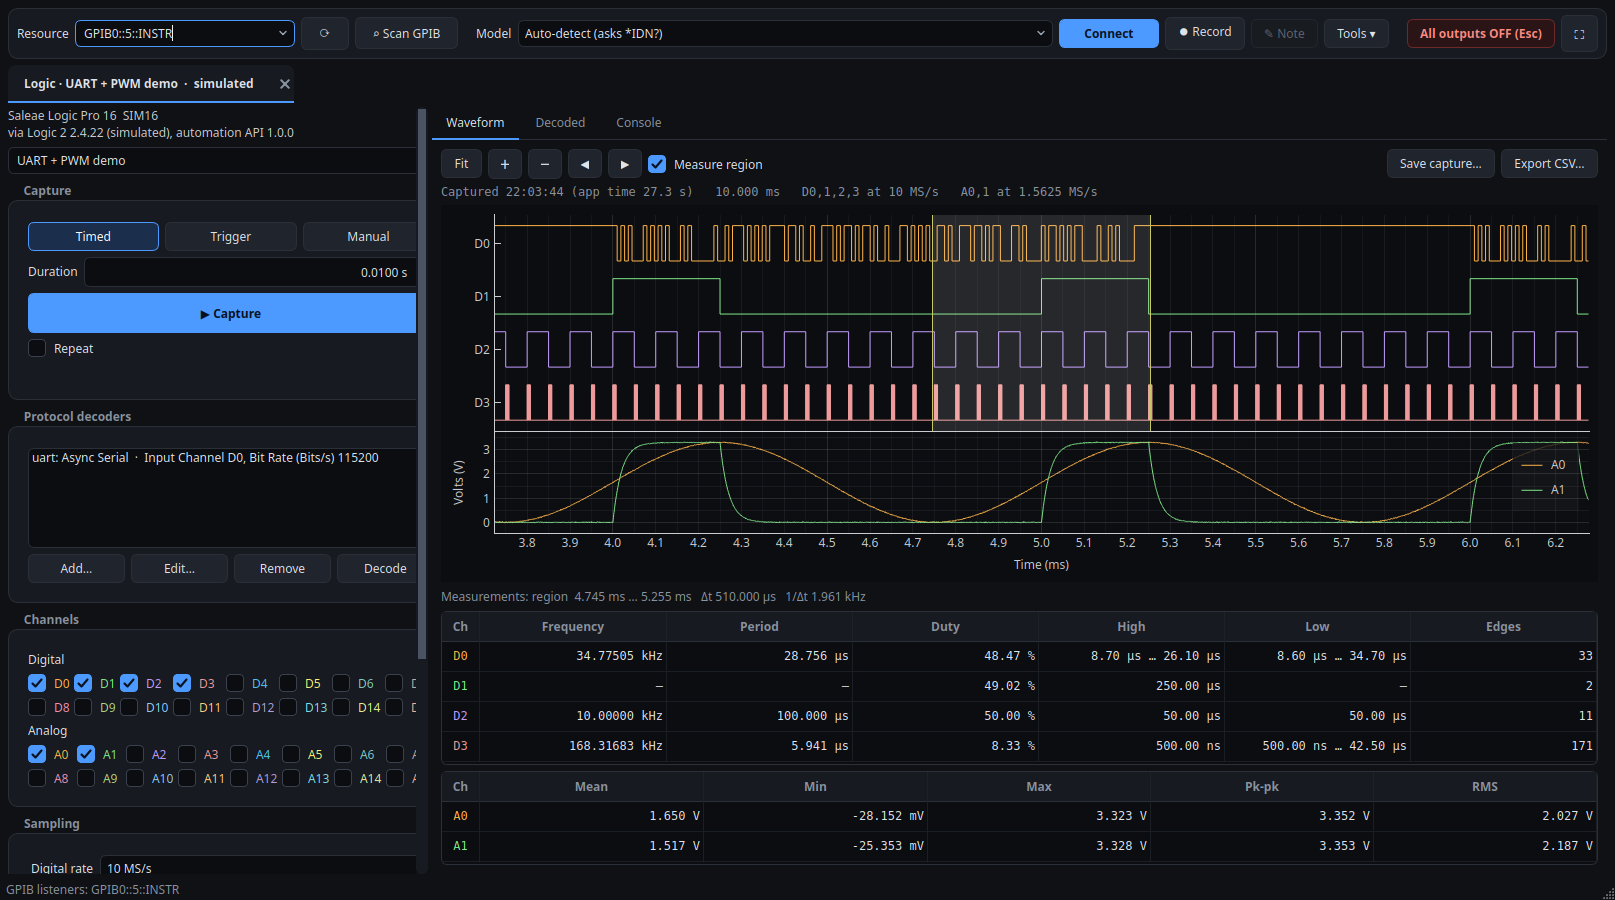 Resource GPIB0::5::INSTR ⟳ ⌕ Scan GPIB Model Auto-detect (asks *IDN?) Connect ● Record ✎ Note Tools ▾ All outputs OFF (Esc) ⛶
Logic · UART + PWM demo · simulated ✕
Saleae Logic Pro 16 SIM16
via Logic 2 2.4.22 (simulated), automation API 1.0.0
UART + PWM demo
Capture
Timed Trigger Manual
Duration 0.0100 s
▶ Capture
Repeat
Protocol decoders
uart: Async Serial · Input Channel D0, Bit Rate (Bits/s) 115200
Add... Edit... Remove Decode
Channels
Digital
D0 D1 D2 D3 D4 D5 D6
D8 D9 D10 D11 D12 D13 D14
Analog
A0 A1 A2 A3 A4 A5 A6
A8 A9 A10 A11 A12 A13 A14
Sampling
Digital rate 10 MS/s
Waveform Decoded Console
Fit + − ◀ ▶ Measure region Save capture... Export CSV...
Captured 22:03:44 (app time 27.3 s) 10.000 ms D0,1,2,3 at 10 MS/s A0,1 at 1.5625 MS/s
D0
D1
D2
D3
Volts (V)
3
2
1
0
A0
A1
3.8 3.9 4.0 4.1 4.2 4.3 4.4 4.5 4.6 4.7 4.8 4.9 5.0 5.1 5.2 5.3 5.4 5.5 5.6 5.7 5.8 5.9 6.0 6.1 6.2
Time (ms)
Measurements: region 4.745 ms ... 5.255 ms Δt 510.000 µs 1/Δt 1.961 kHz
Ch Frequency Period Duty High Low Edges
D0 34.77505 kHz 28.756 µs 48.47 % 8.70 µs … 26.10 µs 8.60 µs … 34.70 µs 33
D1 — — 49.02 % 250.00 µs — 2
D2 10.00000 kHz 100.000 µs 50.00 % 50.00 µs 50.00 µs 11
D3 168.31683 kHz 5.941 µs 8.33 % 500.00 ns 500.00 ns … 42.50 µs 171
Ch Mean Min Max Pk-pk RMS
A0 1.650 V -28.152 mV 3.323 V 3.352 V 2.027 V
A1 1.517 V -25.353 mV 3.328 V 3.353 V 2.187 V
GPIB listeners: GPIB0::5::INSTR